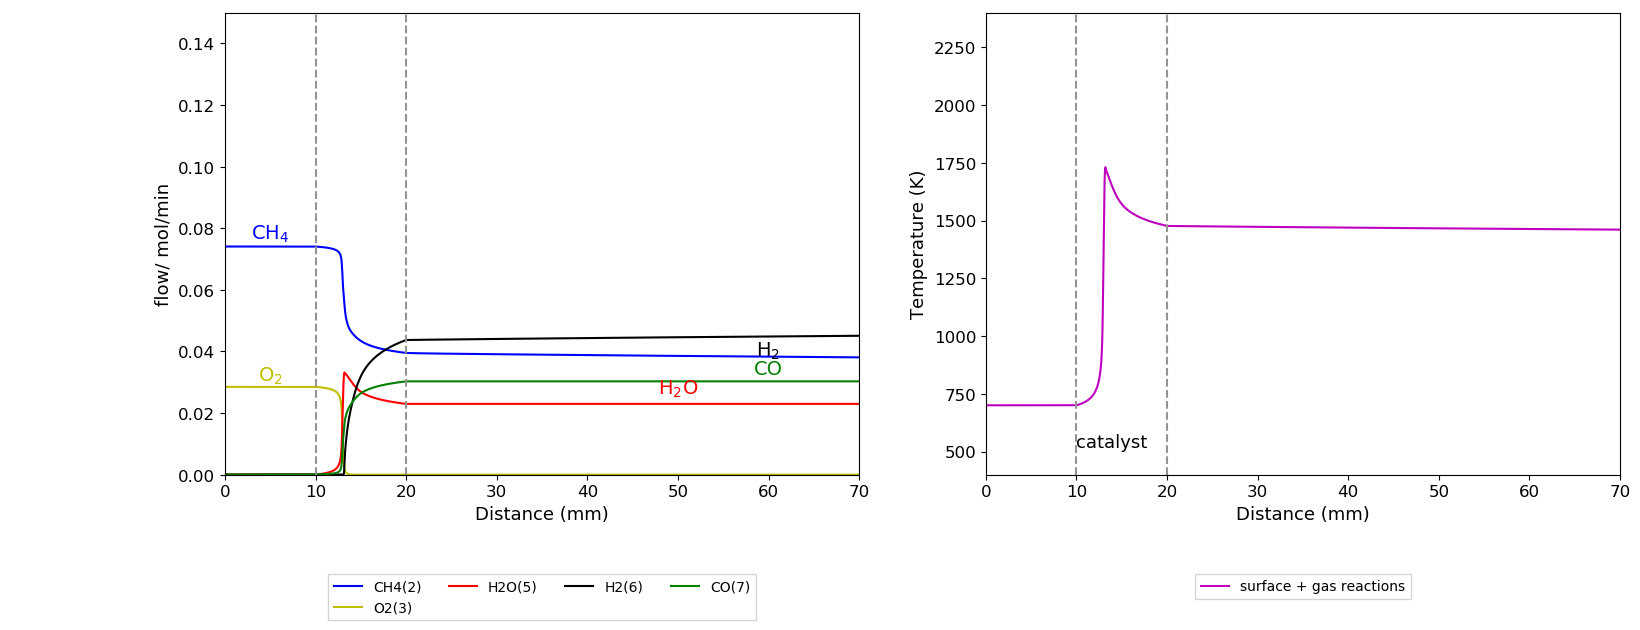 flow/ mol/min
0.14
0.12
0.10
0.08
0.06
0.04
0.02
0.00
CH₄
O₂
H₂
CO
H₂O
0 10 20 30 40 50 60 70
Distance (mm)
CH4(2) H2O(5) H2(6) CO(7)
O2(3)
Temperature (K)
2250
2000
1750
1500
1250
1000
750
500
catalyst
0 10 20 30 40 50 60 70
Distance (mm)
surface + gas reactions